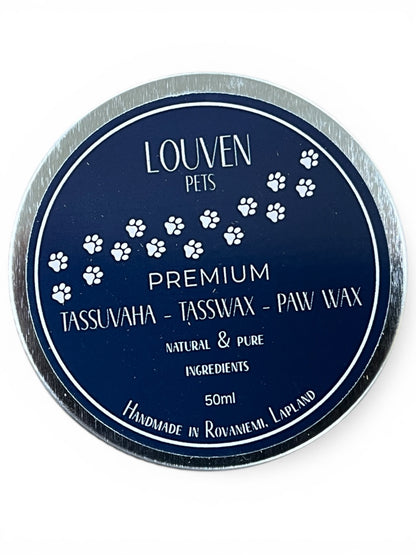 LOUVEN
PETS
PREMIUM
TASSUVAHA - TASSWAX - PAW WAX
NATURAL & PURE
INGREDIENTS
50ml
HANDMADE IN ROVANIEMI, LAPLAND